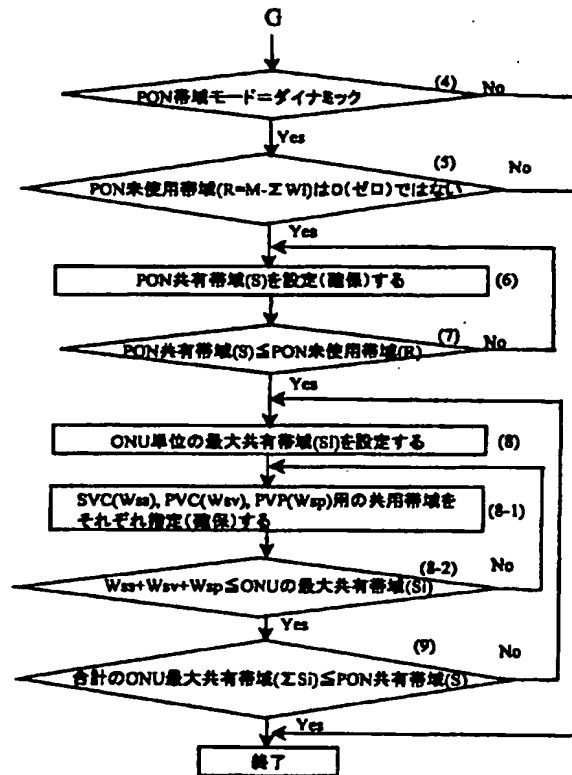 G
PON帯域モード=ダイナミック
(4)
No
Yes
(5)
No
PON未使用帯域(R=M-ΣWi)は0(ゼロ)ではない
Yes
PON共有帯域(S)を設定(確保)する
(6)
(7)
No
PON共有帯域(S)≦PON未使用帯域(R)
Yes
ONU単位の最大共有帯域(Si)を設定する
(8)
SVC(Wss), PVC(Wsv), PVP(Wsp)用の共用帯域を
それぞれ指定(確保)する
(8-1)
(8-2)
No
Wss+Wsv+Wsp≦ONUの最大共有帯域(Si)
Yes
(9)
No
合計のONU最大共有帯域(ΣSi)≦PON共有帯域(S)
Yes
終了